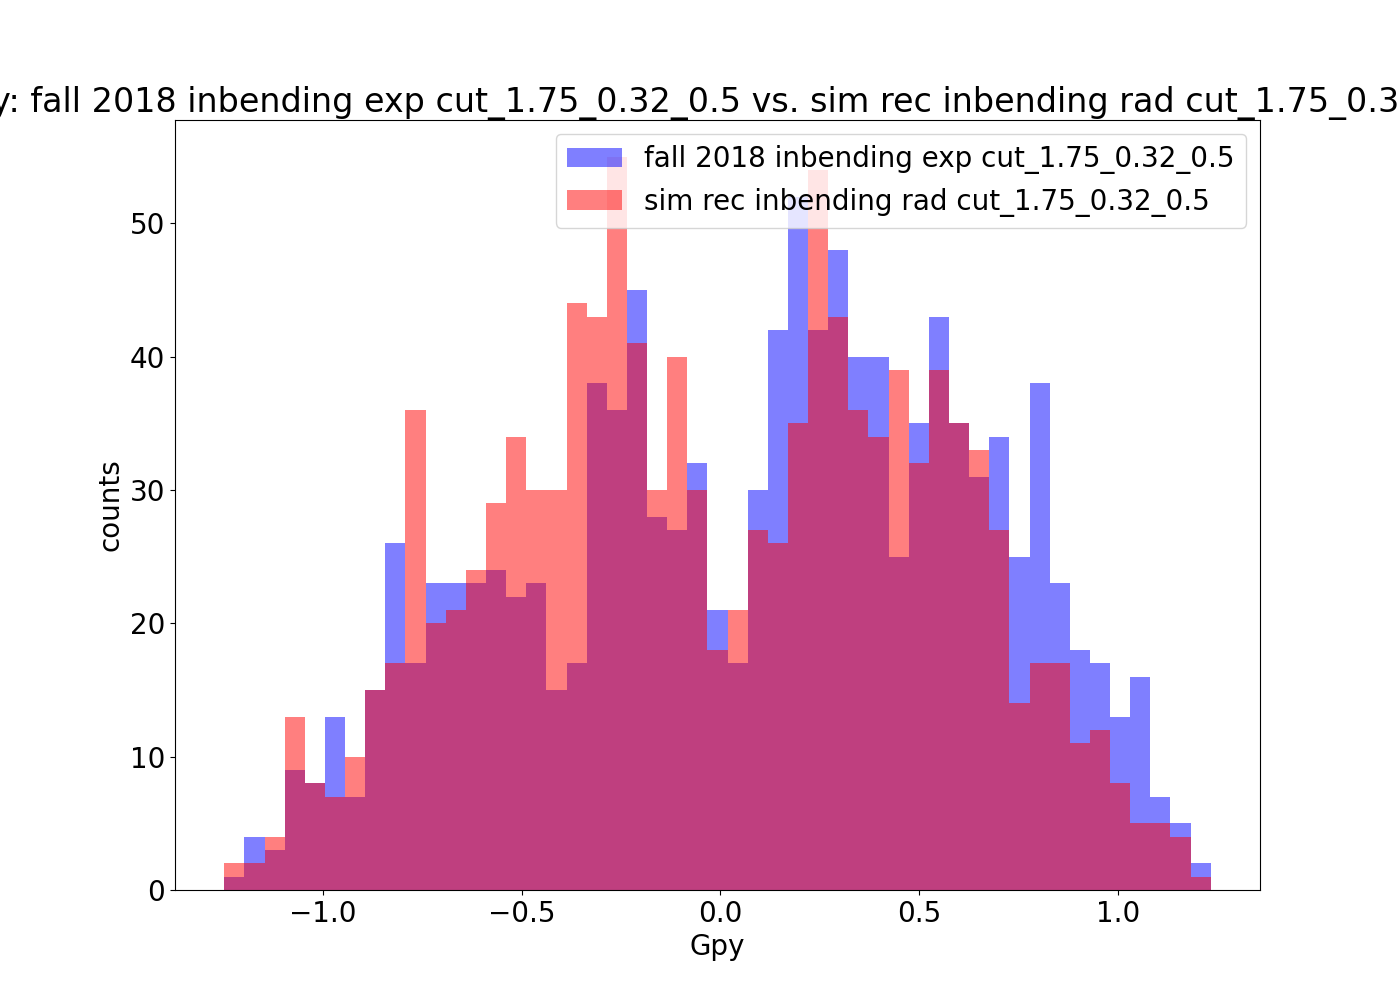 y: fall 2018 inbending exp cut_1.75_0.32_0.5 vs. sim rec inbending rad cut_1.75_0.3
fall 2018 inbending exp cut_1.75_0.32_0.5
sim rec inbending rad cut_1.75_0.32_0.5
50
40
30
20
10
0
counts
−1.0 −0.5 0.0 0.5 1.0
Gpy